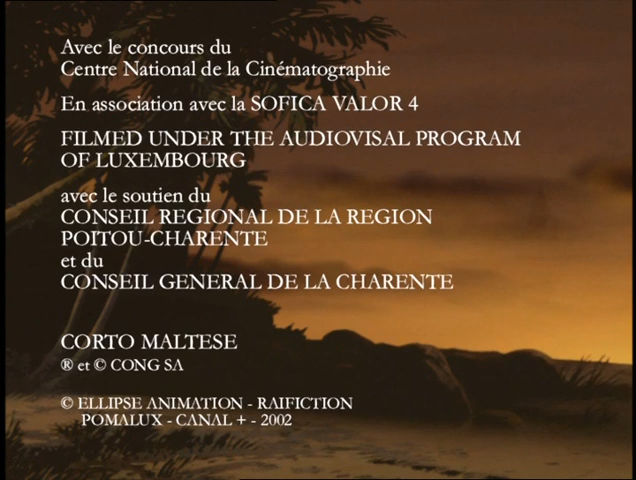 Avec le concours du
Centre National de la Cinématographie
En association avec la SOFICA VALOR 4
FILMED UNDER THE AUDIOVISAL PROGRAM
OF LUXEMBOURG
avec le soutien du
CONSEIL REGIONAL DE LA REGION
POITOU-CHARENTE
et du
CONSEIL GENERAL DE LA CHARENTE
CORTO MALTESE
® et © CONG SA
© ELLIPSE ANIMATION - RAIFICTION
POMALUX - CANAL + - 2002